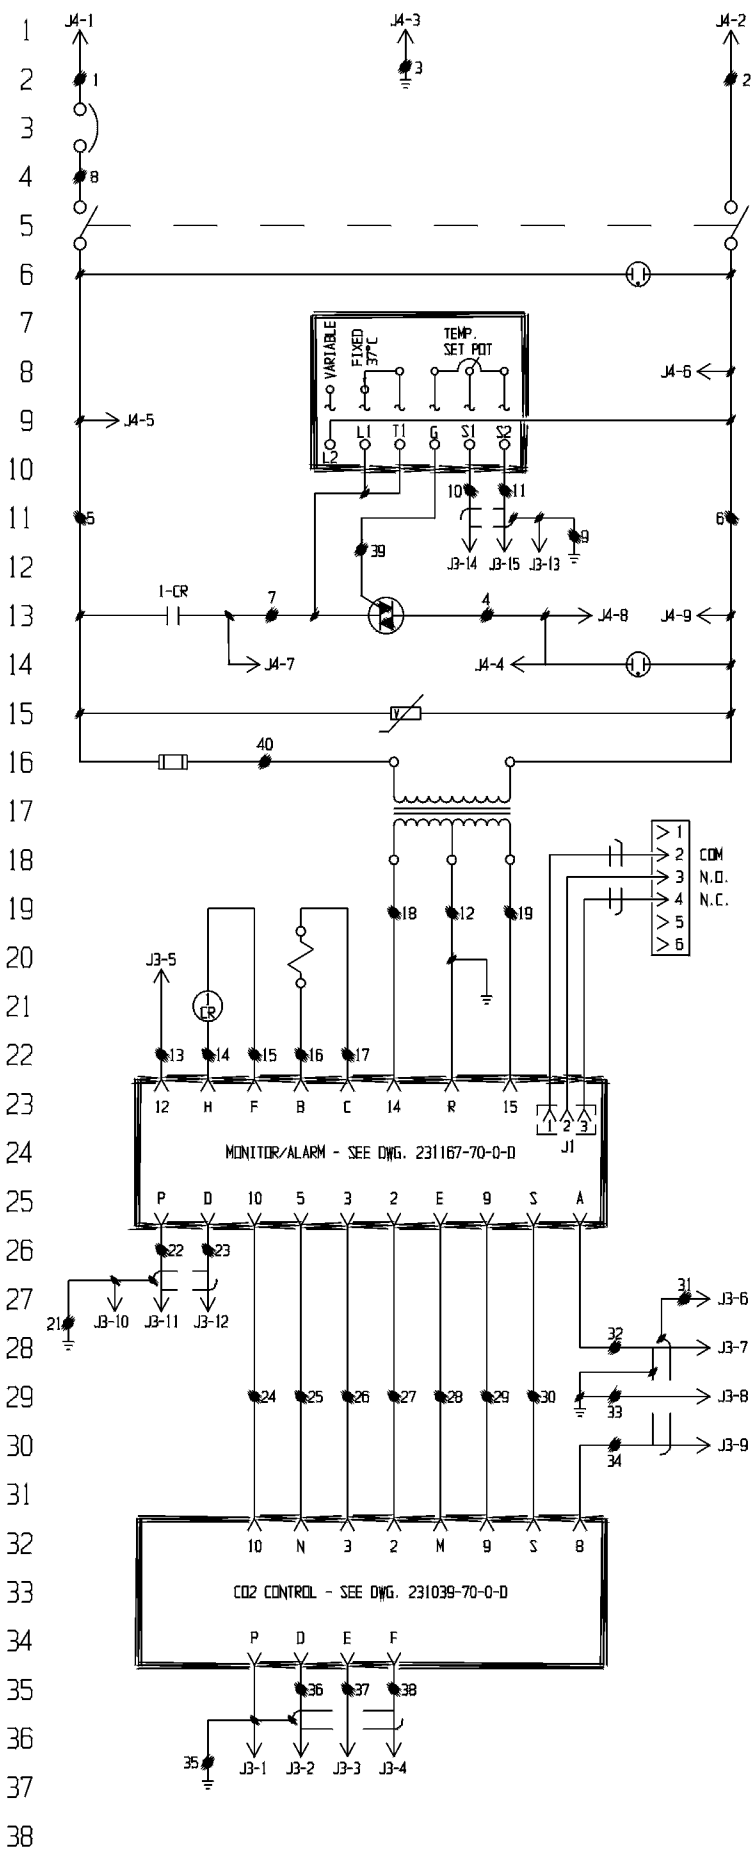 1 J4-1 J4-3 J4-2
2 1 3 2
3
4 8
5
6
7
VARIABLE FIXED 37°C TEMP. SET POT
8 J4-6
9 J4-5
L2 L1 T1 G S1 S2
10
10 11
11 5 6
39 9
12 J3-14 J3-15 J3-13
1-CR
7 4
13 J4-8 J4-9
14 J4-7 J4-4
15 V
40
16
17
1
18 2 COM
3 N.O.
19 18 12 19 4 N.C.
5
20 6
J3-5
21 1 CR
22 13 14 15 16 17
23 12 H F B C 14 R 15
1 2 3
J1
24 MONITOR/ALARM - SEE DWG. 231167-70-0-D
25 P D 10 5 3 2 E 9 S A
26 22 23
27 31 J3-6
21 J3-10 J3-11 J3-12 32
28 J3-7
29 24 25 26 27 28 29 30 33 J3-8
30 34 J3-9
31
32 10 N 3 2 M 9 S 8
33 CO2 CONTROL - SEE DWG. 231039-70-0-D
34 P D E F
35 36 37 38
36
35 J3-1 J3-2 J3-3 J3-4
37
38